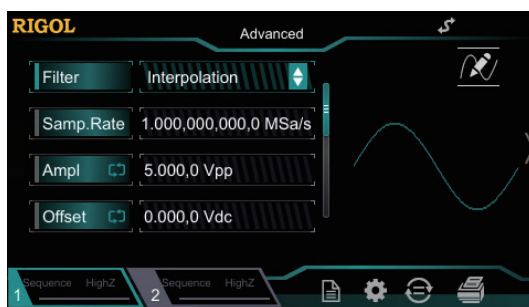 RIGOL
Advanced
Filter Interpolation
Samp.Rate 1.000,000,000,0 MSa/s
Ampl 5.000,0 Vpp
Offset 0.000,0 Vdc
1 Sequence HighZ 2 Sequence HighZ